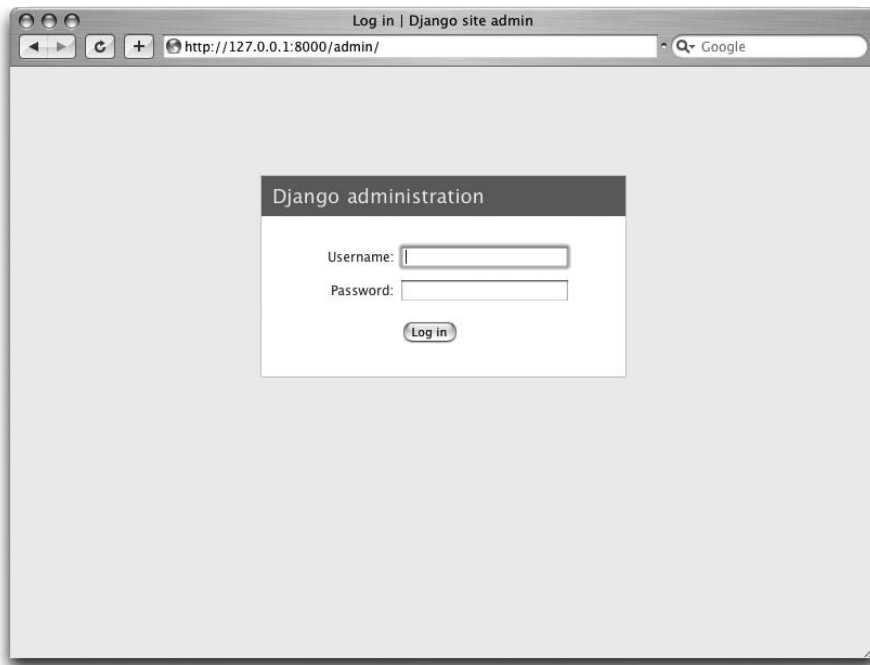 Log in | Django site admin
http://127.0.0.1:8000/admin/
Google
Django administration
Username:
Password:
Log in